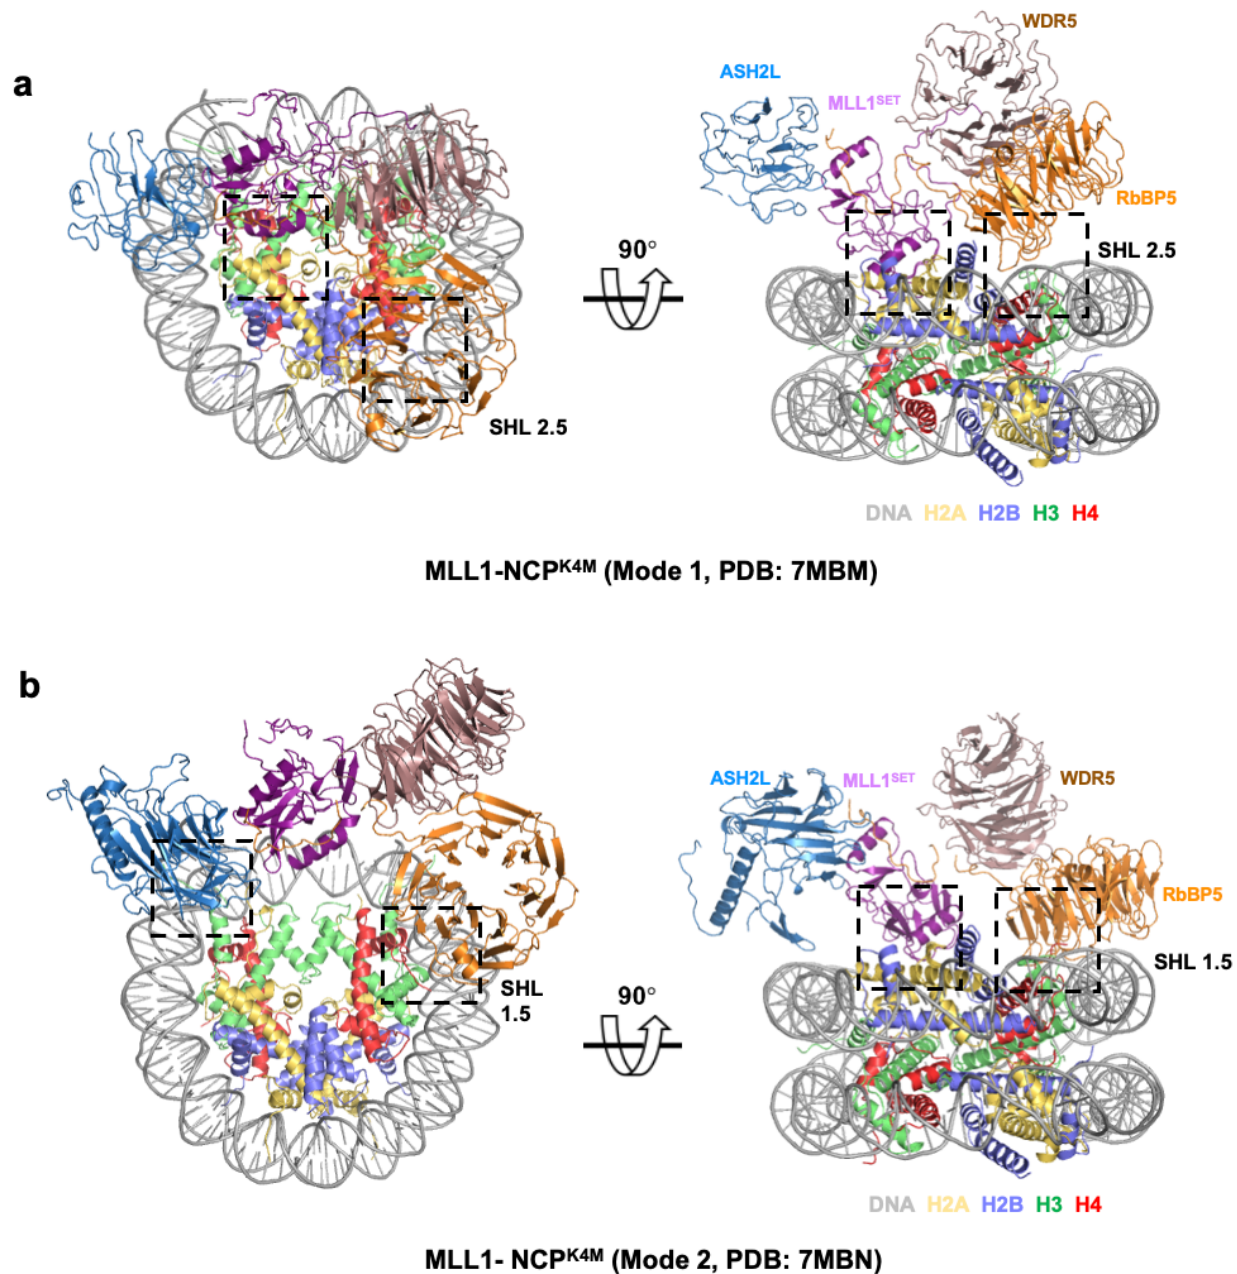 a
WDR5
ASH2L
MLL1SET
RbBP5
90°
SHL 2.5
SHL 2.5
DNA H2A H2B H3 H4
MLL1-NCPK4M (Mode 1, PDB: 7MBM)
b
ASH2L
MLL1SET
WDR5
RbBP5
SHL 1.5
SHL
1.5
90°
DNA H2A H2B H3 H4
MLL1- NCPK4M (Mode 2, PDB: 7MBN)